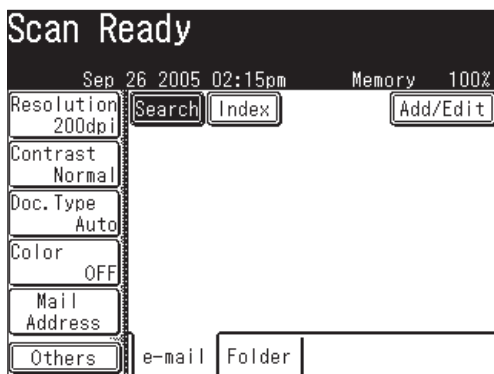 Scan Ready
Sep 26 2005 02:15pm Memory 100%
Resolution
200dpi
Search Index Add/Edit
Contrast
Normal
Doc.Type
Auto
Color
OFF
Mail
Address
Others e-mail Folder